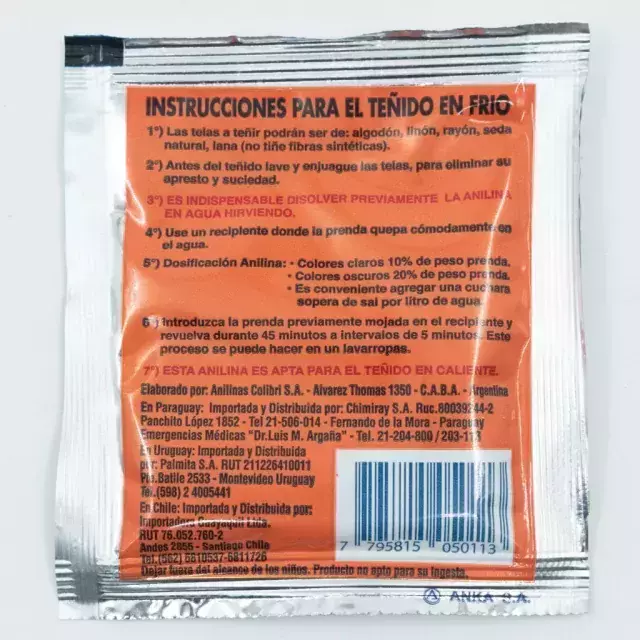 INSTRUCCIONES PARA EL TEÑIDO EN FRIO
1º) Las telas a teñir podrán ser de: algodón, linón, rayón, seda
natural, lana (no tiñe fibras sintéticas).
2º) Antes del teñido lave y enjuague las telas, para eliminar su
apresto y suciedad.
3º) ES INDISPENSABLE DISOLVER PREVIAMENTE LA ANILINA
EN AGUA HIRVIENDO.
4º) Use un recipiente donde la prenda quepa cómodamente en
el agua.
5º) Dosificación Anilina: • Colores claros 10% de peso prenda.
• Colores oscuros 20% de peso prenda.
• Es conveniente agregar una cuchara
sopera de sal por litro de agua.
6º) Introduzca la prenda previamente mojada en el recipiente y
revuelva durante 45 minutos a intervalos de 5 minutos. Este
proceso se puede hacer en un lavarropas.
7º) ESTA ANILINA ES APTA PARA EL TEÑIDO EN CALIENTE.
Elaborado por: Anilinas Colibri S.A. - Alvarez Thomas 1350 - C.A.B.A. - Argentina
En Paraguay: Importada y Distribuida por: Chimiray S.A. Ruc. 80039244-2
Panchito López 1852 - Tel 21-506-014 - Fernando de la Mora - Paraguay
Emergencias Médicas "Dr.Luis M. Argaña" - Tel. 21-204-800 / 203-113
En Uruguay: Importada y Distribuida
por: Palmita S.A. RUT 211226410011
Pje.Batlle 2533 - Montevideo Uruguay
Tel.(598) 2 4005441
En Chile: Importada y Distribuida por:
Importadora Guayaquil Ltda.
RUT 76.052.760-2
Andes 2855 - Santiago Chile
Tel.(562) 6810537-6811726
Dejar fuera del alcance de los niños. Producto no apto para su ingesta.
7 795815 050113
ANKA S.A.